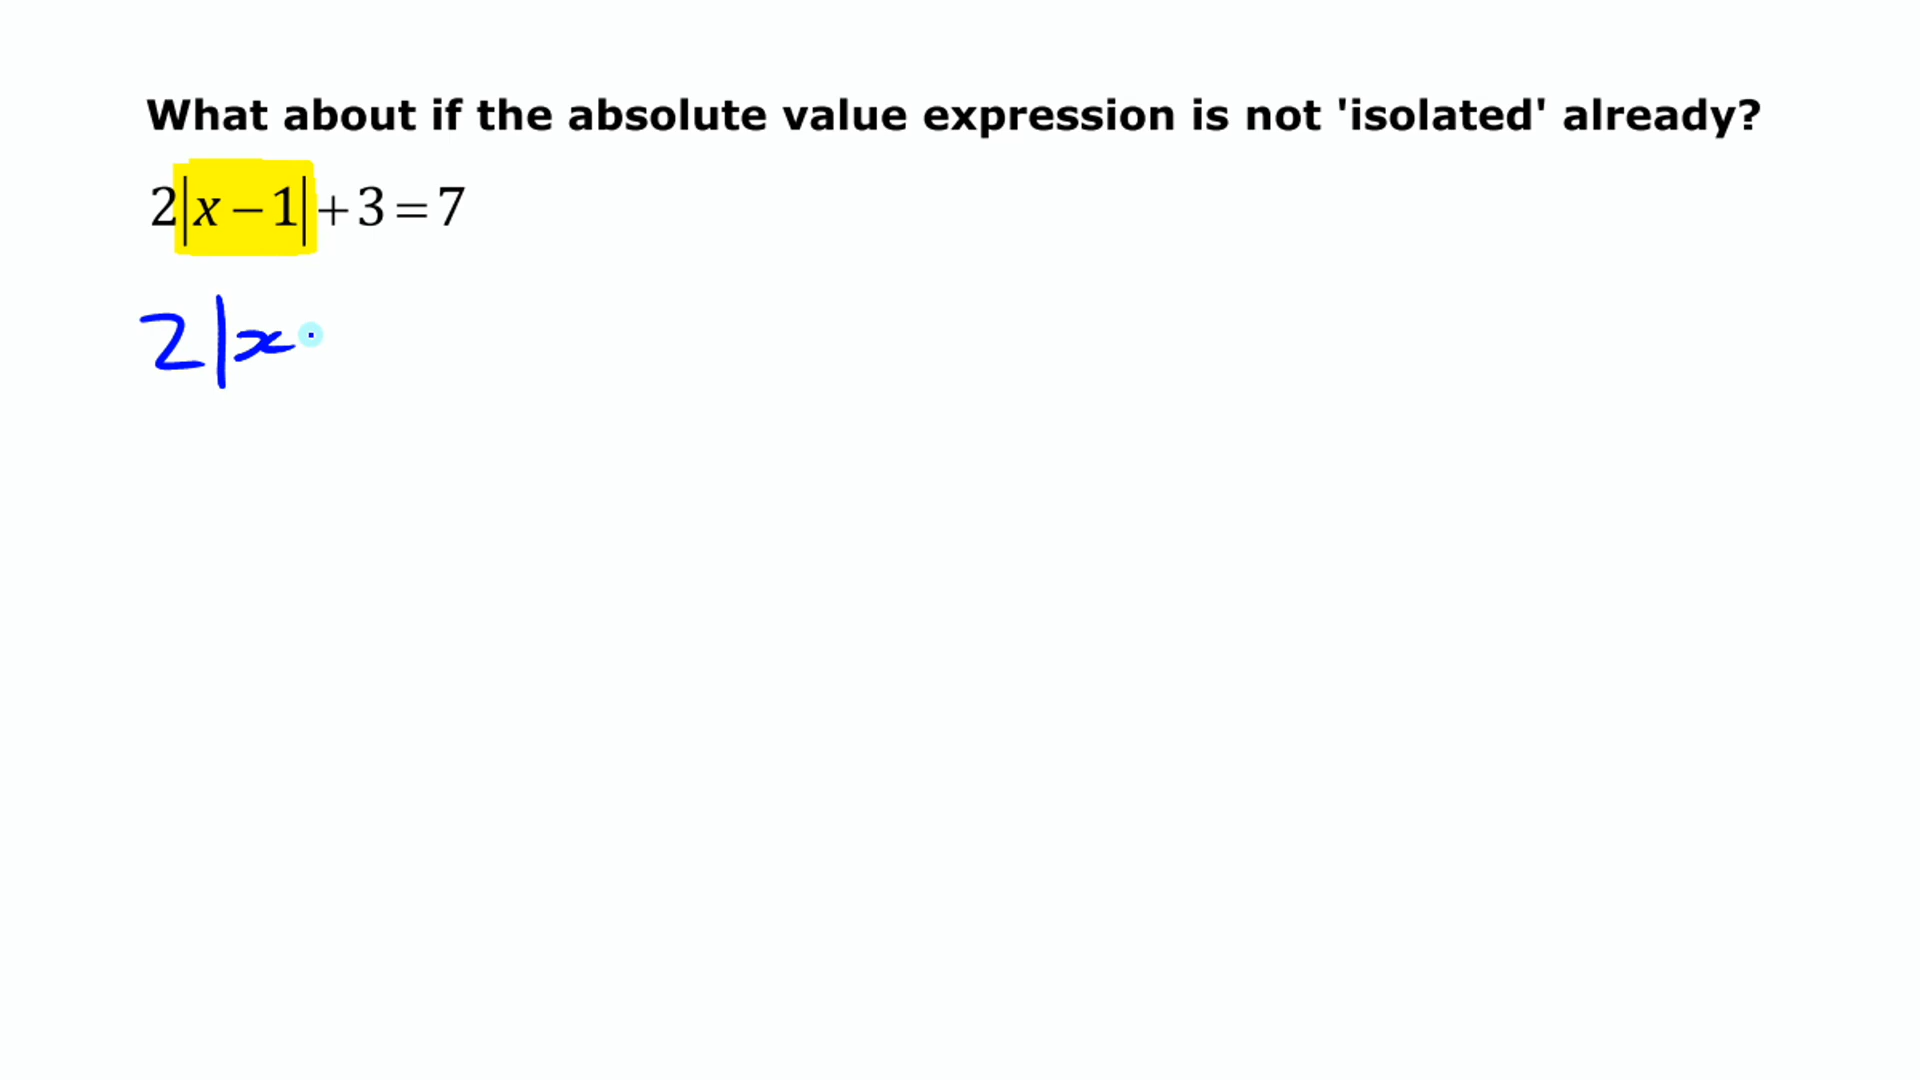 What about if the absolute value expression is not 'isolated' already?
2|x−1|+3=7
2|x